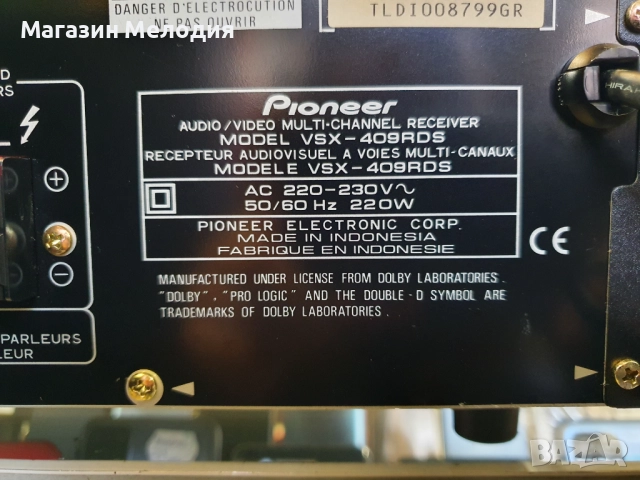 Магазин Мелодия
DANGER D'ELECTROCUTION
NE PAS OUVRIR
TLDI008799GR
D
ERS
Pioneer
AUDIO/VIDEO MULTI-CHANNEL RECEIVER
MODEL VSX-409RDS
RECEPTEUR AUDIOVISUEL A VOIES MULTI-CANAUX
MODELE VSX-409RDS
AC 220-230V~
50/60 Hz 220W
PIONEER ELECTRONIC CORP.
MADE IN INDONESIA
FABRIQUE EN INDONESIE
CE
MANUFACTURED UNDER LICENSE FROM DOLBY LABORATORIES.
"DOLBY", "PRO LOGIC" AND THE DOUBLE-D SYMBOL ARE
TRADEMARKS OF DOLBY LABORATORIES.
PARLEURS
LEUR
BAZAR